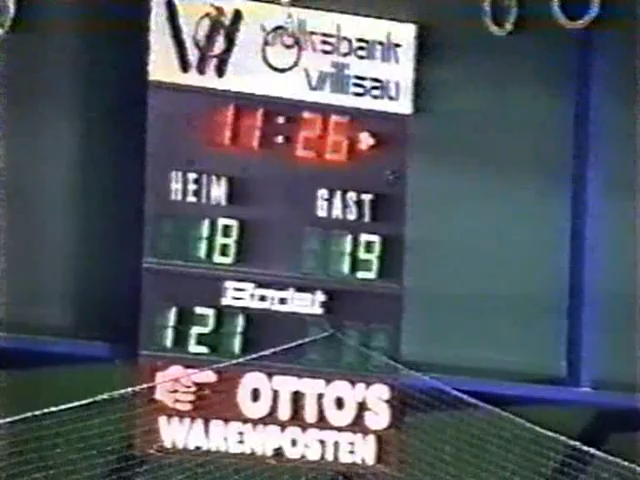 Volksbank
Willisau
11:26
HEIM GAST
18 19
Bodet
121
OTTO'S
WARENPOSTEN